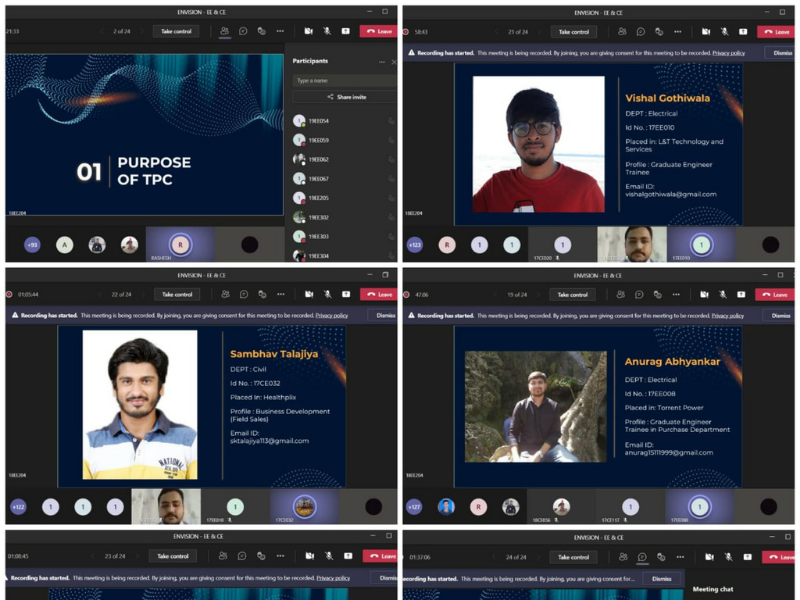 ENVISION - EE & CE
21:33
2 of 24
Take control
Leave
Participants
Type a name
Share invite
01
PURPOSE
OF TPC
19EE054
19EE059
19EE062
19EE067
19EE205
19EE302
19EE303
19EE304
18EE204
+93
A
R
ENVISION - EE & CE
58:43
21 of 24
Take control
Leave
Recording has started. This meeting is being recorded. By joining, you are giving consent for this meeting to be recorded. Privacy policy
Dismiss
Vishal Gothiwala
DEPT : Electrical
Id No. : 17EE010
Placed in: L&T Technology and
Services
Profile : Graduate Engineer
Trainee
Email ID:
vishalgothiwala@gmail.com
18EE204
+123
R
1
1
1
1
17CE020
17EE010
ENVISION - EE & CE
01:05:44
22 of 24
Take control
Leave
Recording has started. This meeting is being recorded. By joining, you are giving consent for this meeting to be recorded. Privacy policy
Dismiss
Sambhav Talajiya
DEPT : Civil
Id No. : 17CE032
Placed in: Healthplix
Profile : Business Development
(Field Sales)
Email ID:
sktalajiya113@gmail.com
18EE204
+122
1
1
1
1
17EE010
17CE032
ENVISION - EE & CE
47:06
19 of 24
Take control
Leave
Recording has started. This meeting is being recorded. By joining, you are giving consent for this meeting to be recorded. Privacy policy
Dismiss
Anurag Abhyankar
DEPT : Electrical
Id No. : 17EE008
Placed in: Torrent Power
Profile : Graduate Engineer
Trainee in Purchase Department
Email ID:
anurag15111999@gmail.com
18EE204
+127
R
1
1
17EE008
ENVISION - EE & CE
01:08:45
23 of 24
Take control
Leave
Recording has started. This meeting is being recorded. By joining, you are giving consent for this meeting to be recorded. Privacy policy
Dismiss
ENVISION - EE & CE
01:37:06
24 of 24
Take control
Leave
Recording has started. This meeting is being recorded. By joining, you are giving consent for...
Dismiss
Meeting chat